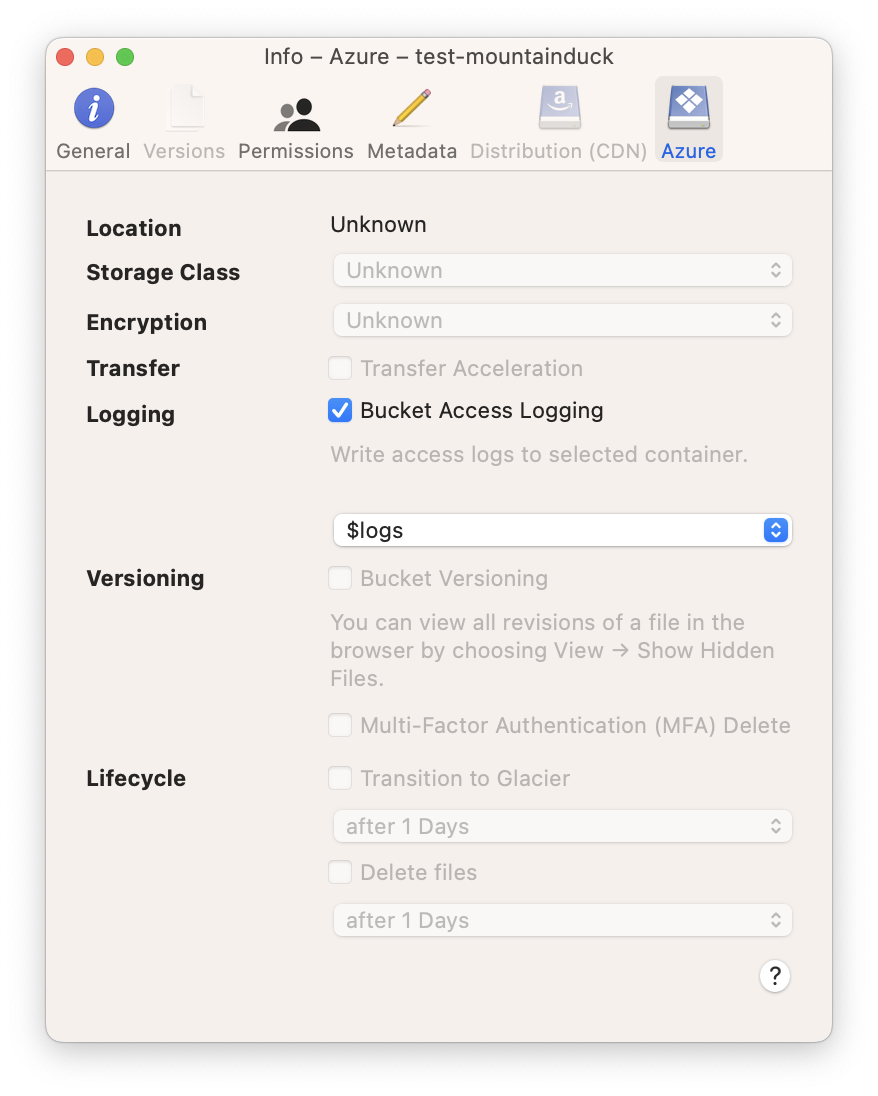 Info – Azure – test-mountainduck
General Versions Permissions Metadata Distribution (CDN) Azure
Location Unknown
Storage Class Unknown
Encryption Unknown
Transfer Transfer Acceleration
Logging Bucket Access Logging
Write access logs to selected container.
$logs
Versioning Bucket Versioning
You can view all revisions of a file in the
browser by choosing View → Show Hidden
Files.
Multi-Factor Authentication (MFA) Delete
Lifecycle Transition to Glacier
after 1 Days
Delete files
after 1 Days
?